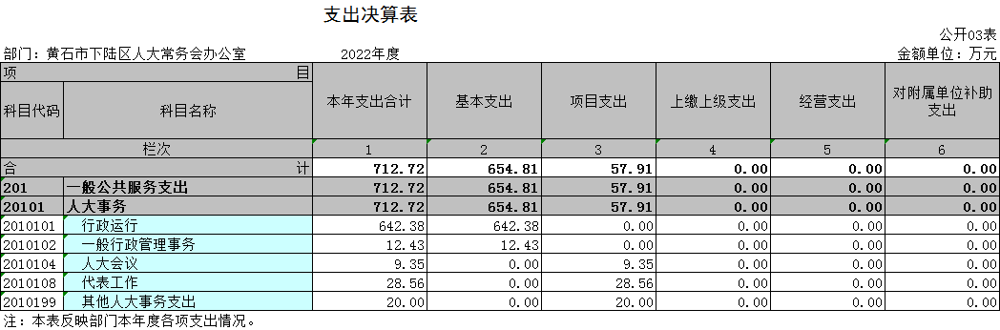 支出决算表
公开03表
部门：黄石市下陆区人大常务会办公室 2022年度 金额单位：万元
项 目 本年支出合计 基本支出 项目支出 上缴上级支出 经营支出 对附属单位补助支出
科目代码 科目名称
栏次 1 2 3 4 5 6
合 计 712.72 654.81 57.91 0.00 0.00 0.00
201 一般公共服务支出 712.72 654.81 57.91 0.00 0.00 0.00
20101 人大事务 712.72 654.81 57.91 0.00 0.00 0.00
2010101 行政运行 642.38 642.38 0.00 0.00 0.00 0.00
2010102 一般行政管理事务 12.43 12.43 0.00 0.00 0.00 0.00
2010104 人大会议 9.35 0.00 9.35 0.00 0.00 0.00
2010108 代表工作 28.56 0.00 28.56 0.00 0.00 0.00
2010199 其他人大事务支出 20.00 0.00 20.00 0.00 0.00 0.00
注：本表反映部门本年度各项支出情况。